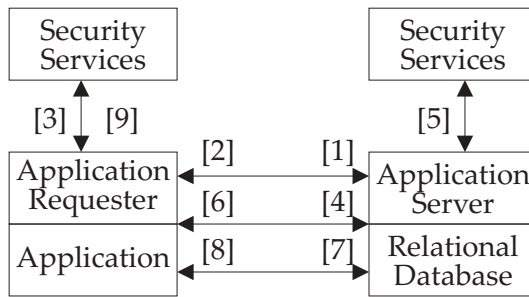 Security
Services
Security
Services
[3] [9]
[5]
[2] [1]
Application
Requester
Application
Server
[6] [4]
Application
Relational
Database
[8] [7]